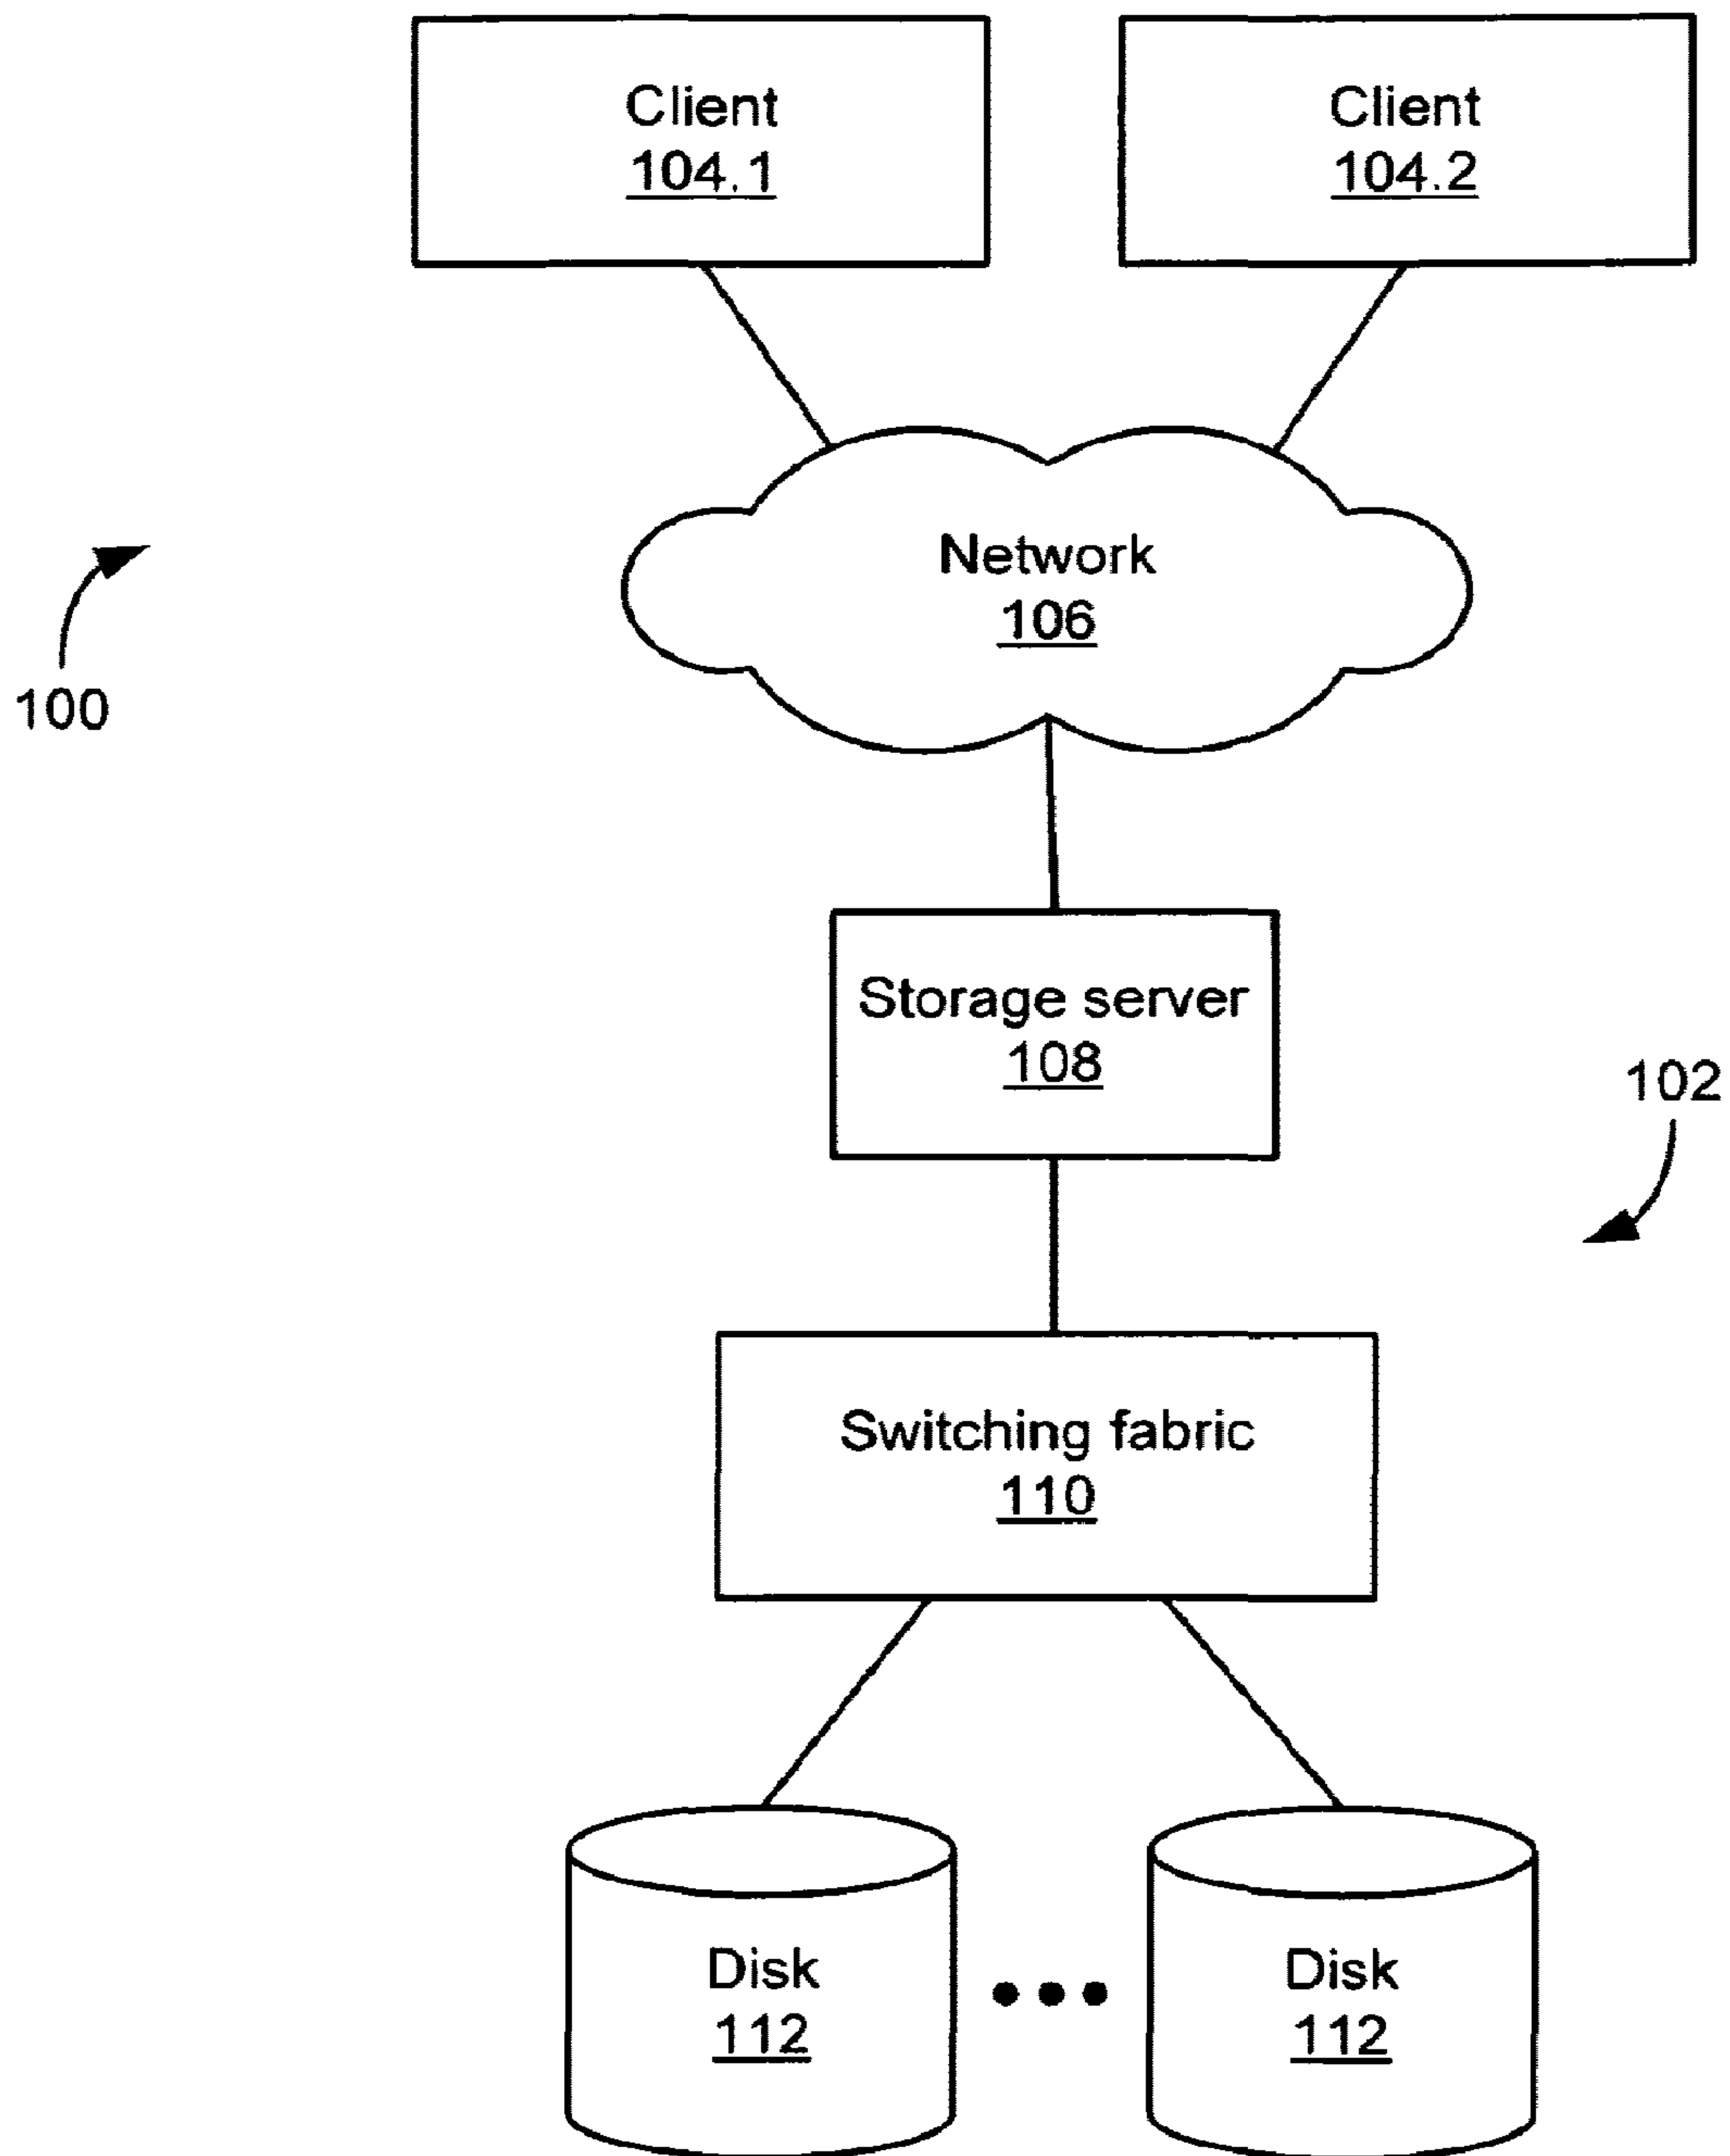 Client
104.1
Client
104.2
Network
106
100
Storage server
108
102
Switching fabric
110
Disk
112
Disk
112